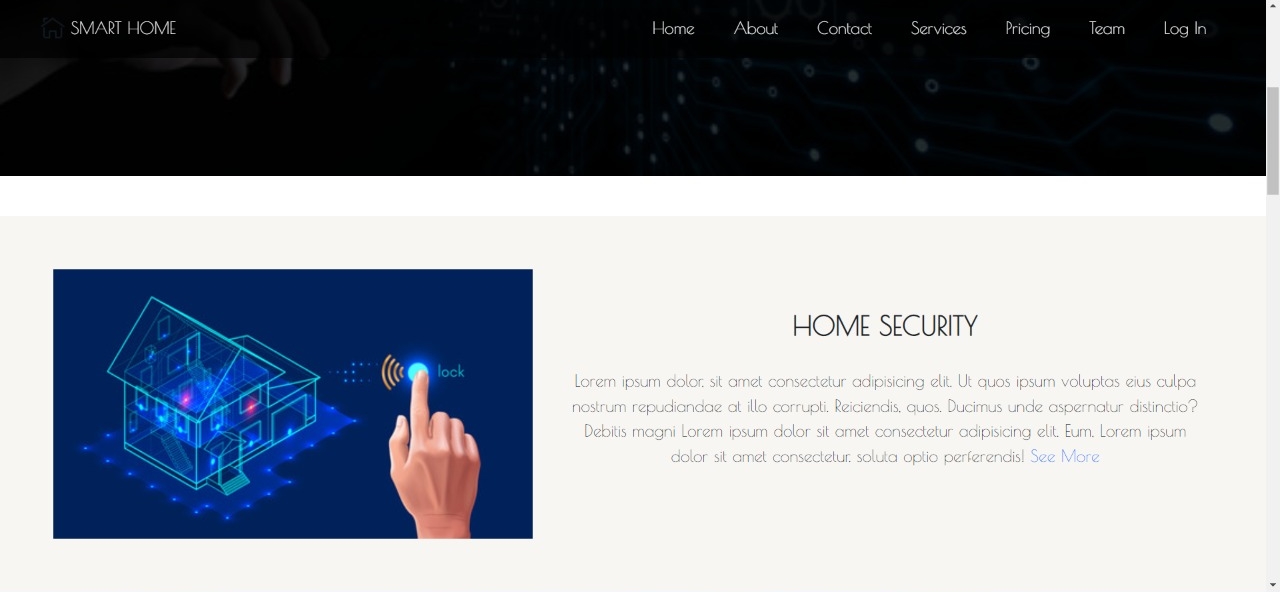 SMART HOME
Home About Contact Services Pricing Team Log In
lock
HOME SECURITY
Lorem ipsum dolor, sit amet consectetur adipisicing elit. Ut quos ipsum voluptas eius culpa
nostrum repudiandae at illo corrupti. Reiciendis, quos. Ducimus unde aspernatur distinctio?
Debitis magni Lorem ipsum dolor sit amet consectetur adipisicing elit. Eum. Lorem ipsum
dolor sit amet consectetur. soluta optio perferendis! See More